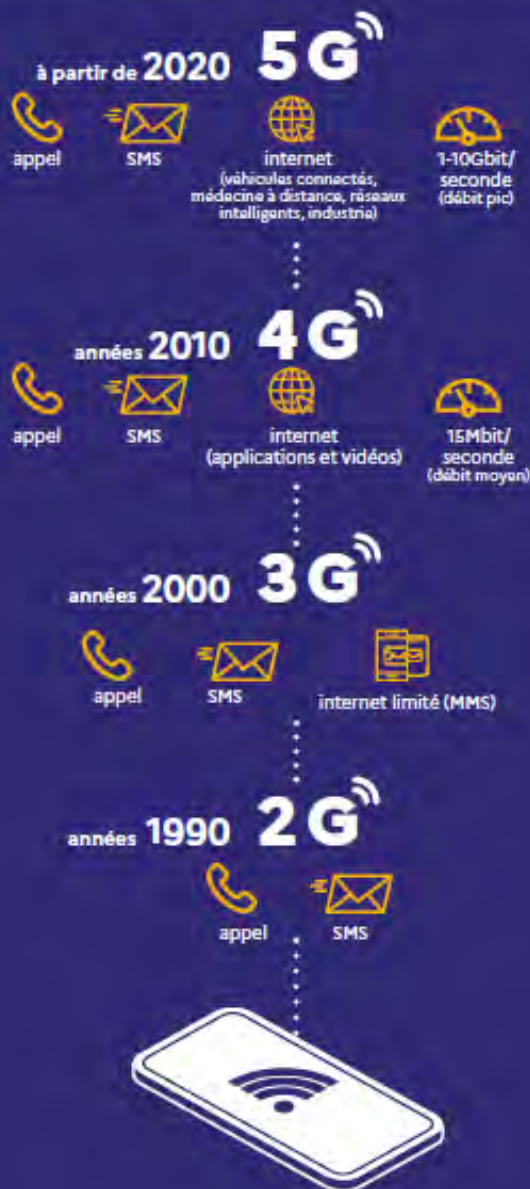 à partir de 2020 5G
appel
SMS
internet
(véhicules connectés,
médecine à distance, réseaux
intelligents, industrie)
1-10Gbit/
seconde
(débit pic)
années 2010 4G
appel
SMS
internet
(applications et vidéos)
15Mbit/
seconde
(débit moyen)
années 2000 3G
appel
SMS
internet limité (MMS)
années 1990 2G
appel
SMS